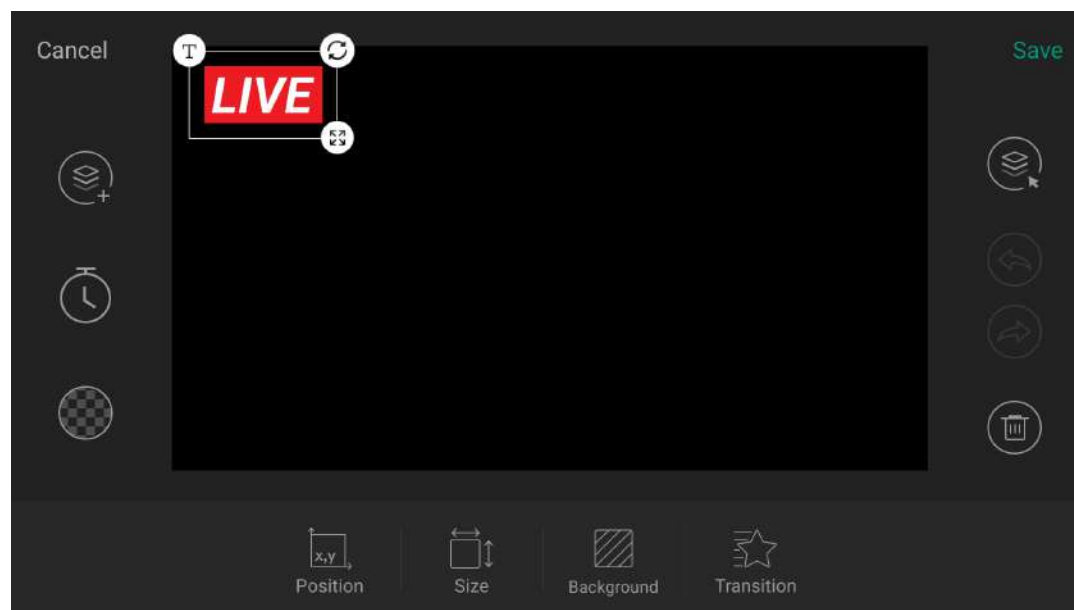 Cancel
T
LIVE
Save
x,y
Position
Size
Background
Transition